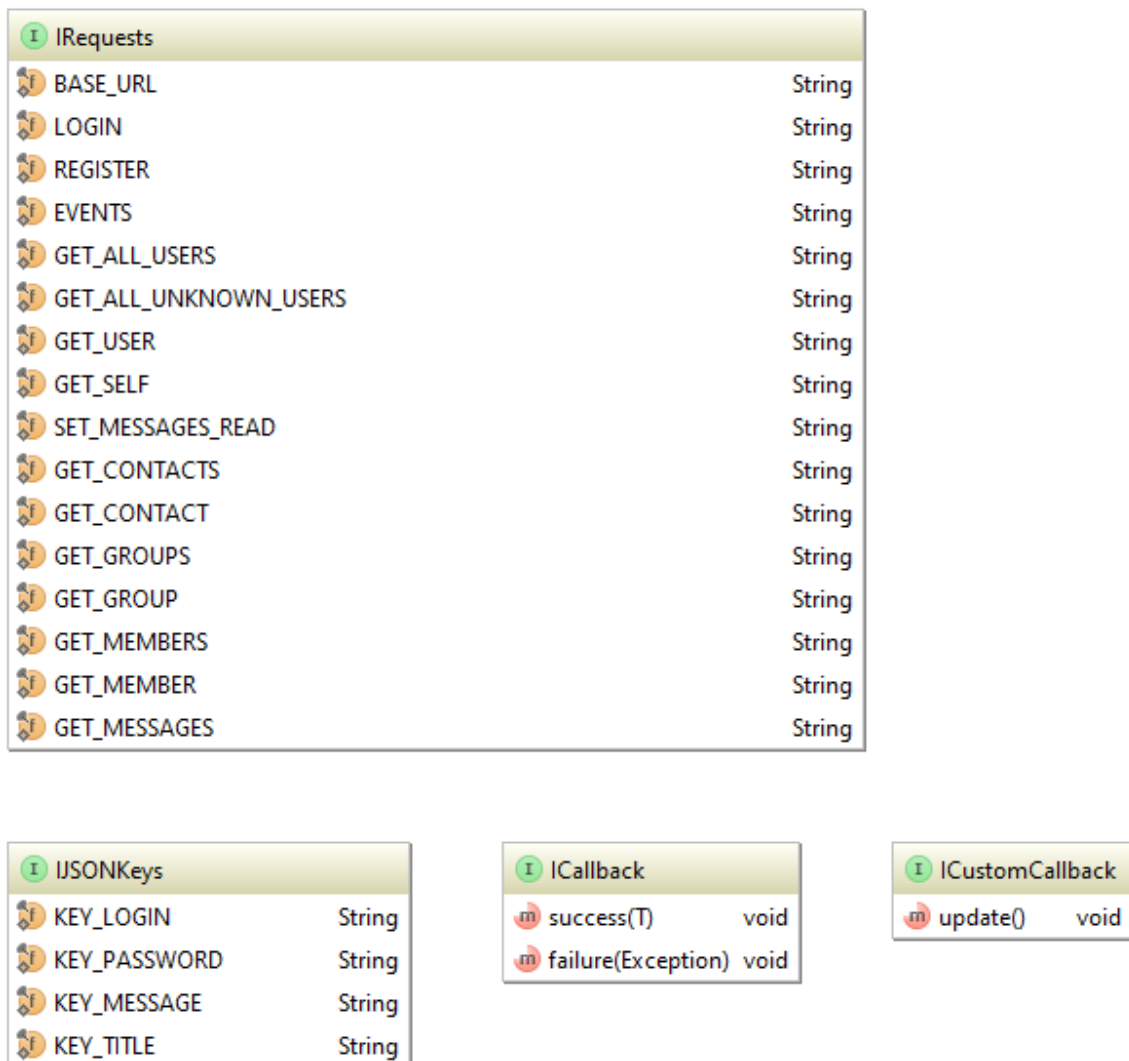 I IRequests
f BASE_URL String
f LOGIN String
f REGISTER String
f EVENTS String
f GET_ALL_USERS String
f GET_ALL_UNKNOWN_USERS String
f GET_USER String
f GET_SELF String
f SET_MESSAGES_READ String
f GET_CONTACTS String
f GET_CONTACT String
f GET_GROUPS String
f GET_GROUP String
f GET_MEMBERS String
f GET_MEMBER String
f GET_MESSAGES String
I IJSONKeys
f KEY_LOGIN String
f KEY_PASSWORD String
f KEY_MESSAGE String
f KEY_TITLE String
I ICallback
m success(T) void
m failure(Exception) void
I ICustomCallback
m update() void